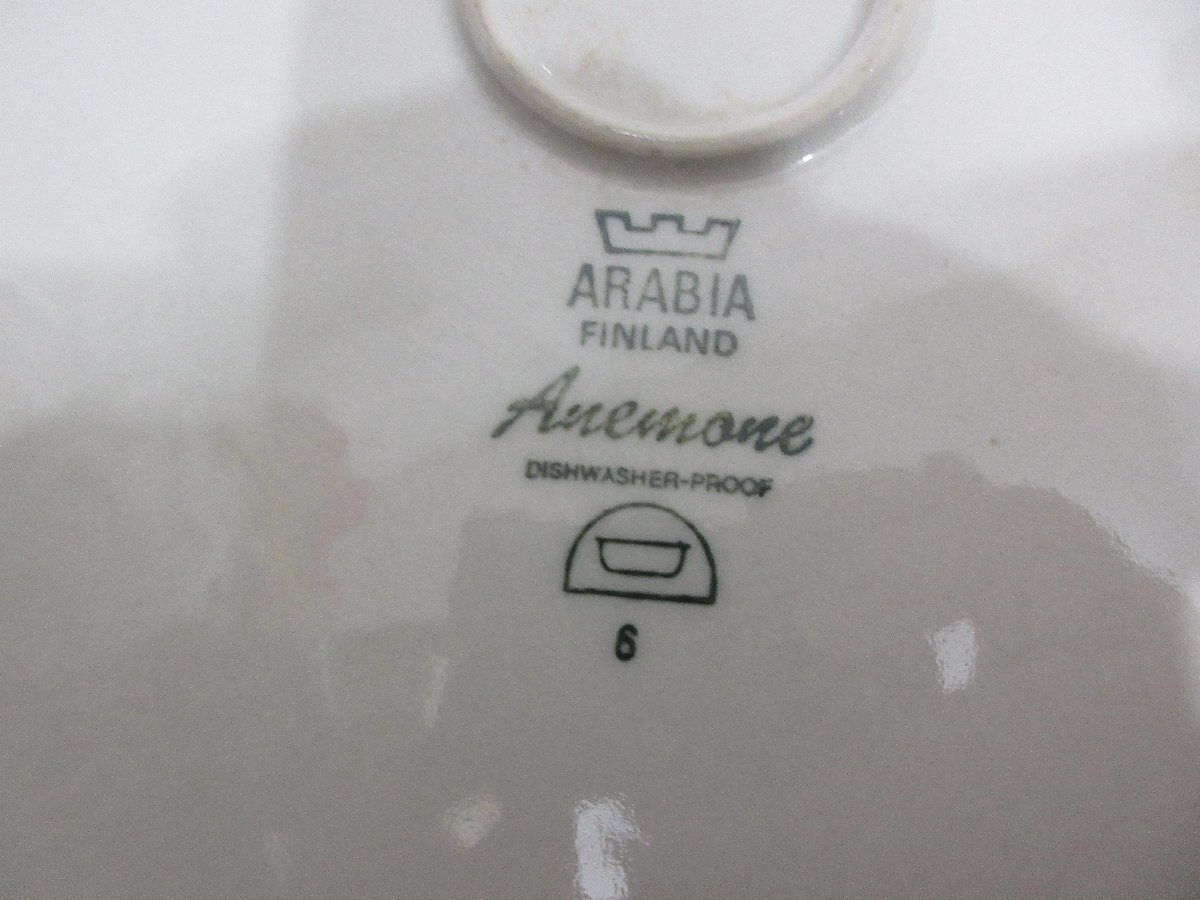 ARABIA
FINLAND
Anemone
DISHWASHER-PROOF
6